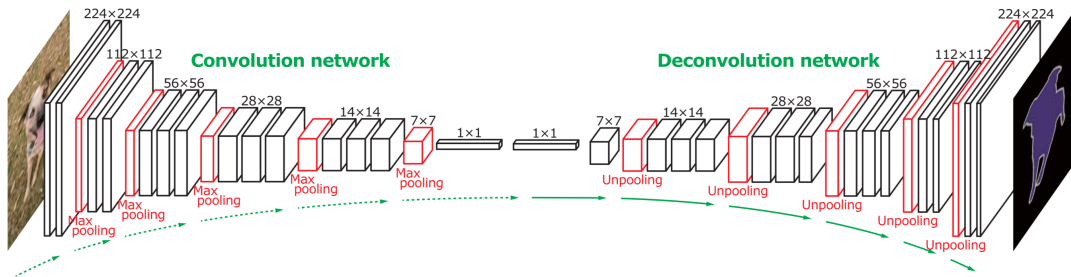 224×224
112×112
56×56
28×28
14×14
7×7
1×1
1×1
7×7
14×14
28×28
56×56
112×112
224×224
Convolution network
Deconvolution network
Max
pooling
Max
pooling
Max
pooling
Max
pooling
Max
pooling
Unpooling
Unpooling
Unpooling
Unpooling
Unpooling